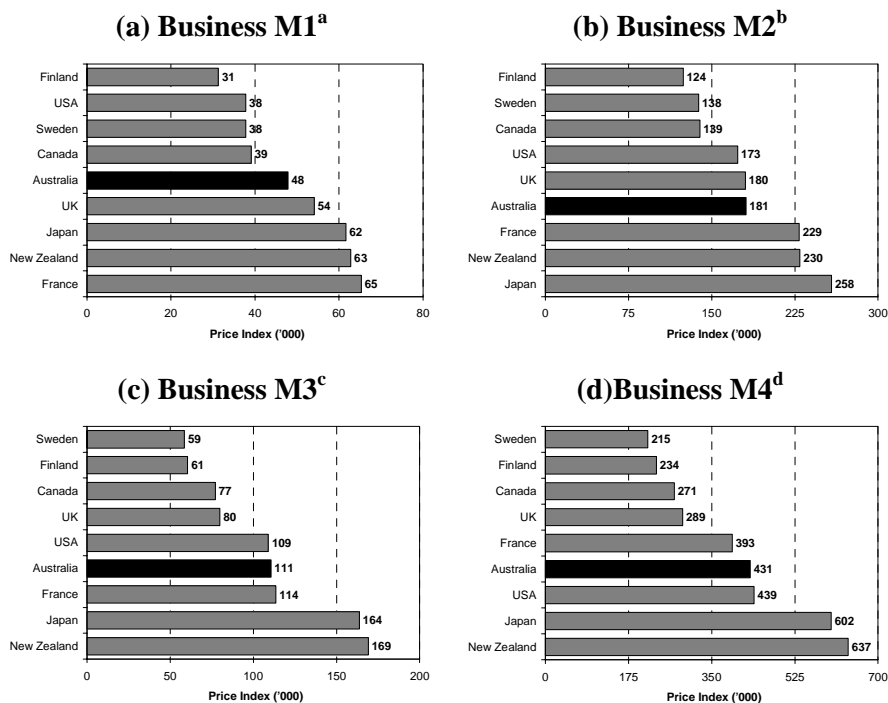 (a) Business M1a
Finland 31
USA 38
Sweden 38
Canada 39
Australia 48
UK 54
Japan 62
New Zealand 63
France 65
0 20 40 60 80
Price Index ('000)
(b) Business M2b
Finland 124
Sweden 138
Canada 139
USA 173
UK 180
Australia 181
France 229
New Zealand 230
Japan 258
0 75 150 225 300
Price Index ('000)
(c) Business M3c
Sweden 59
Finland 61
Canada 77
UK 80
USA 109
Australia 111
France 114
Japan 164
New Zealand 169
0 50 100 150 200
Price Index ('000)
(d)Business M4d
Sweden 215
Finland 234
Canada 271
UK 289
France 393
Australia 431
USA 439
Japan 602
New Zealand 637
0 175 350 525 700
Price Index ('000)